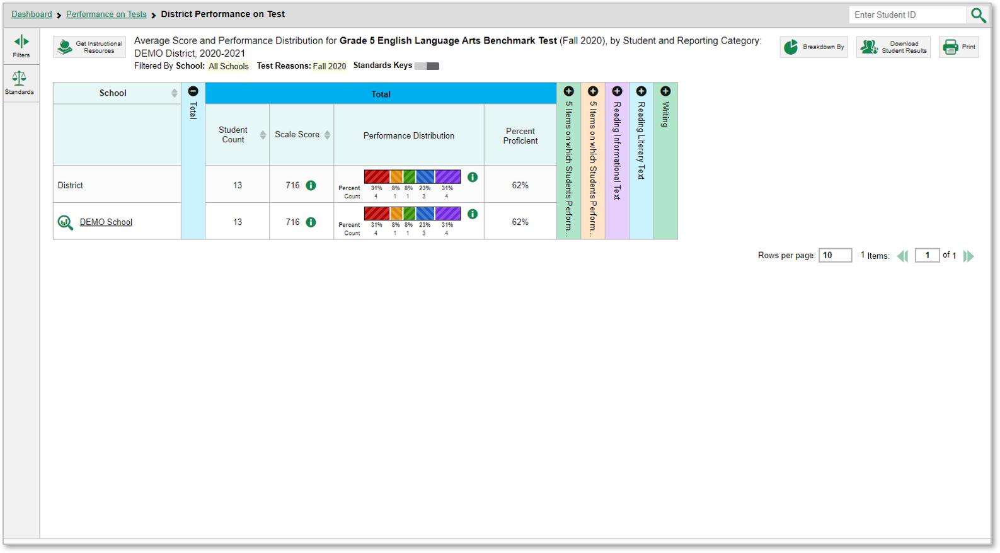 Dashboard > Performance on Tests > District Performance on Test
Enter Student ID
Filters
Standards
Get Instructional
Resources
Average Score and Performance Distribution for Grade 5 English Language Arts Benchmark Test (Fall 2020), by Student and Reporting Category:
DEMO District, 2020-2021
Filtered By School: All Schools Test Reasons: Fall 2020 Standards Keys
Breakdown By
Download
Student Results
Print
School
Total
Total
Student
Count
Scale Score
Performance Distribution
Percent
Proficient
5 Items on which Students Perform...
5 Items on which Students Perform...
Reading Informational Text
Reading Literary Text
Writing
District
13
716
Percent 31% 8% 8% 23% 31%
Count 4 1 1 3 4
62%
DEMO School
13
716
Percent 31% 8% 8% 23% 31%
Count 4 1 1 3 4
62%
Rows per page: 10 1 Items: 1 of 1